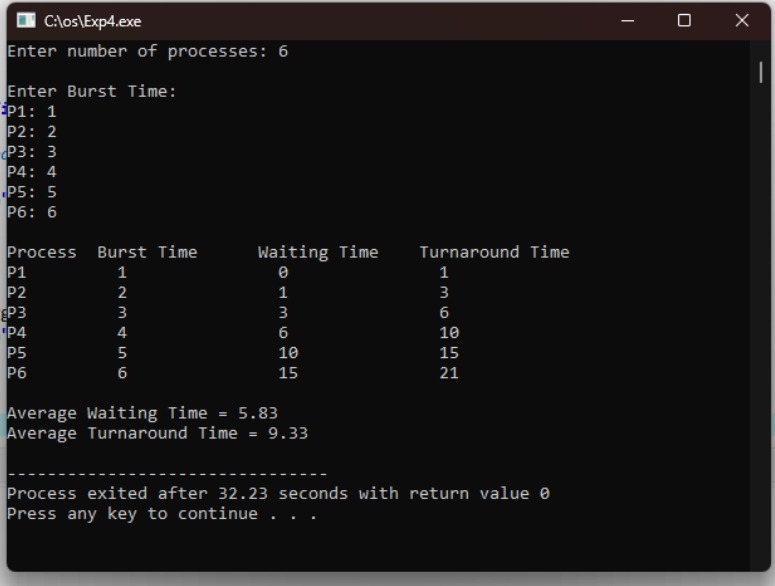 C:\os\Exp4.exe
Enter number of processes: 6
Enter Burst Time:
P1: 1
P2: 2
P3: 3
P4: 4
P5: 5
P6: 6
Process  Burst Time      Waiting Time    Turnaround Time
P1         1               0               1
P2         2               1               3
P3         3               3               6
P4         4               6               10
P5         5               10              15
P6         6               15              21
Average Waiting Time = 5.83
Average Turnaround Time = 9.33
--------------------------------
Process exited after 32.23 seconds with return value 0
Press any key to continue . . .